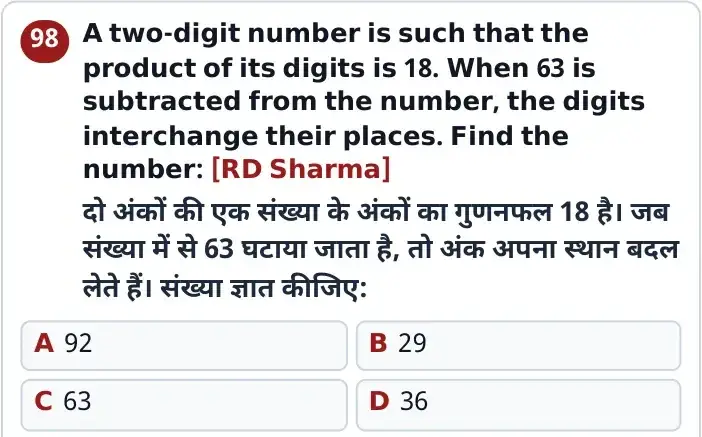 98 A two-digit number is such that the
product of its digits is 18. When 63 is
subtracted from the number, the digits
interchange their places. Find the
number: [RD Sharma]
दो अंकों की एक संख्या के अंकों का गुणनफल 18 है। जब
संख्या में से 63 घटाया जाता है, तो अंक अपना स्थान बदल
लेते हैं। संख्या ज्ञात कीजिए:
A 92
B 29
C 63
D 36